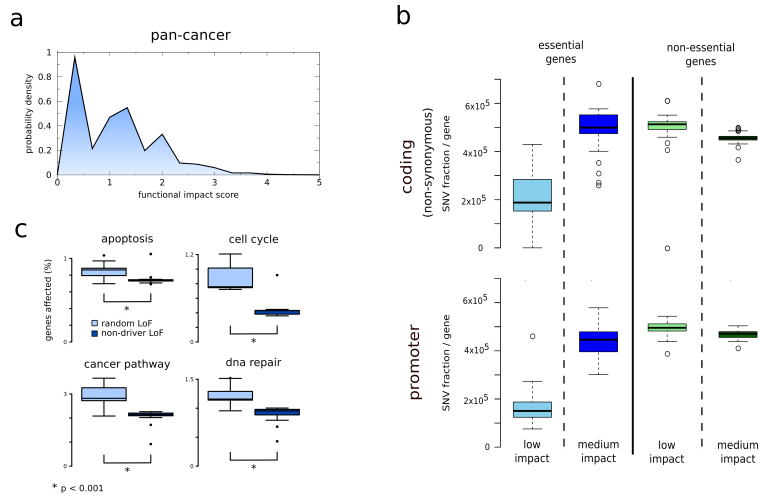 a
pan-cancer
probability density
1
0.8
0.6
0.4
0.2
0
0
1
2
3
4
5
functional impact score
c
apoptosis
cell cycle
genes affected (%)
1
0
random LoF
non-driver LoF
*
1.2
0
*
cancer pathway
dna repair
3
0
*
1.5
0
*
* p < 0.001
b
essential
genes
non-essential
genes
coding
(non-synonymous)
SNV fraction / gene
6x10⁵
4x10⁵
2x10⁵
0
promoter
SNV fraction / gene
6x10⁵
4x10⁵
2x10⁵
0
low
impact
medium
impact
low
impact
medium
impact